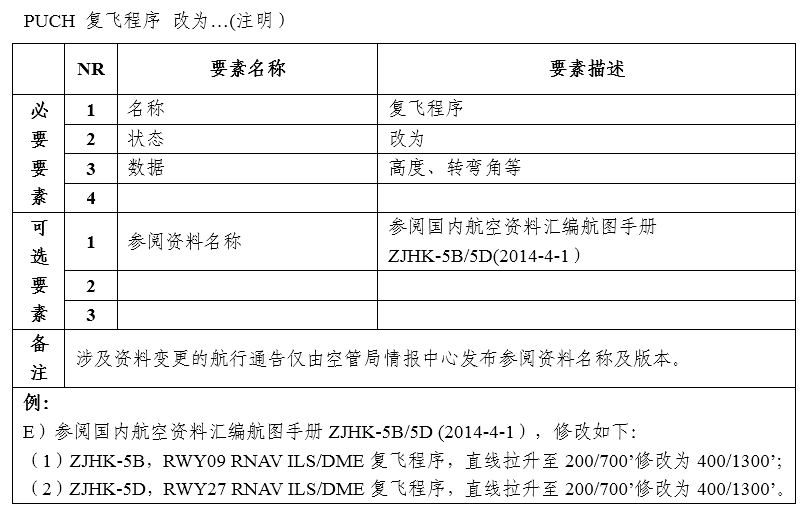 PUCH 复飞程序 改为…(注明）
NR 要素名称 要素描述
必要要素
1 名称 复飞程序
2 状态 改为
3 数据 高度、转弯角等
4
可选要素
1 参阅资料名称 参阅国内航空资料汇编航图手册
ZJHK-5B/5D(2014-4-1）
2
3
备注 涉及资料变更的航行通告仅由空管局情报中心发布参阅资料名称及版本。
例：
E）参阅国内航空资料汇编航图手册 ZJHK-5B/5D (2014-4-1），修改如下：
（1）ZJHK-5B，RWY09 RNAV ILS/DME 复飞程序，直线拉升至 200/700’修改为 400/1300’；
（2）ZJHK-5D，RWY27 RNAV ILS/DME 复飞程序，直线拉升至 200/700’修改为 400/1300’。